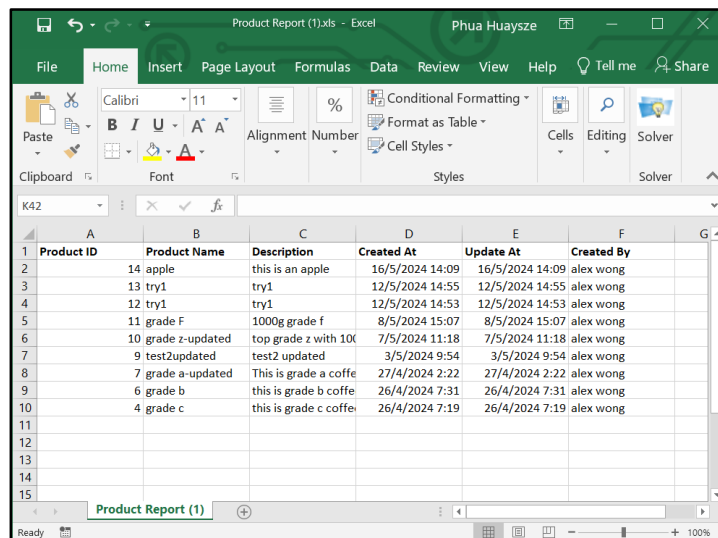 Product Report (1).xls - Excel
Phua Huaysze
File Home Insert Page Layout Formulas Data Review View Help Tell me Share
Calibri 11
Conditional Formatting
Format as Table
Cell Styles
Paste
B I U A A
Alignment Number
%
Cells Editing Solver
Clipboard Font Styles Solver
K42 fx
A B C D E F G
1 Product ID Product Name Description Created At Update At Created By
2 14 apple this is an apple 16/5/2024 14:09 16/5/2024 14:09 alex wong
3 13 try1 try1 12/5/2024 14:55 12/5/2024 14:55 alex wong
4 12 try1 try1 12/5/2024 14:53 12/5/2024 14:53 alex wong
5 11 grade F 1000g grade f 8/5/2024 15:07 8/5/2024 15:07 alex wong
6 10 grade z-updated top grade z with 100 7/5/2024 11:18 7/5/2024 11:18 alex wong
7 9 test2updated test2 updated 3/5/2024 9:54 3/5/2024 9:54 alex wong
8 7 grade a-updated This is grade a coffe 27/4/2024 2:22 27/4/2024 2:22 alex wong
9 6 grade b this is grade b coffe 26/4/2024 7:31 26/4/2024 7:31 alex wong
10 4 grade c this is grade c coffe 26/4/2024 7:19 26/4/2024 7:19 alex wong
11
12
13
14
15
Product Report (1)
Ready
100%